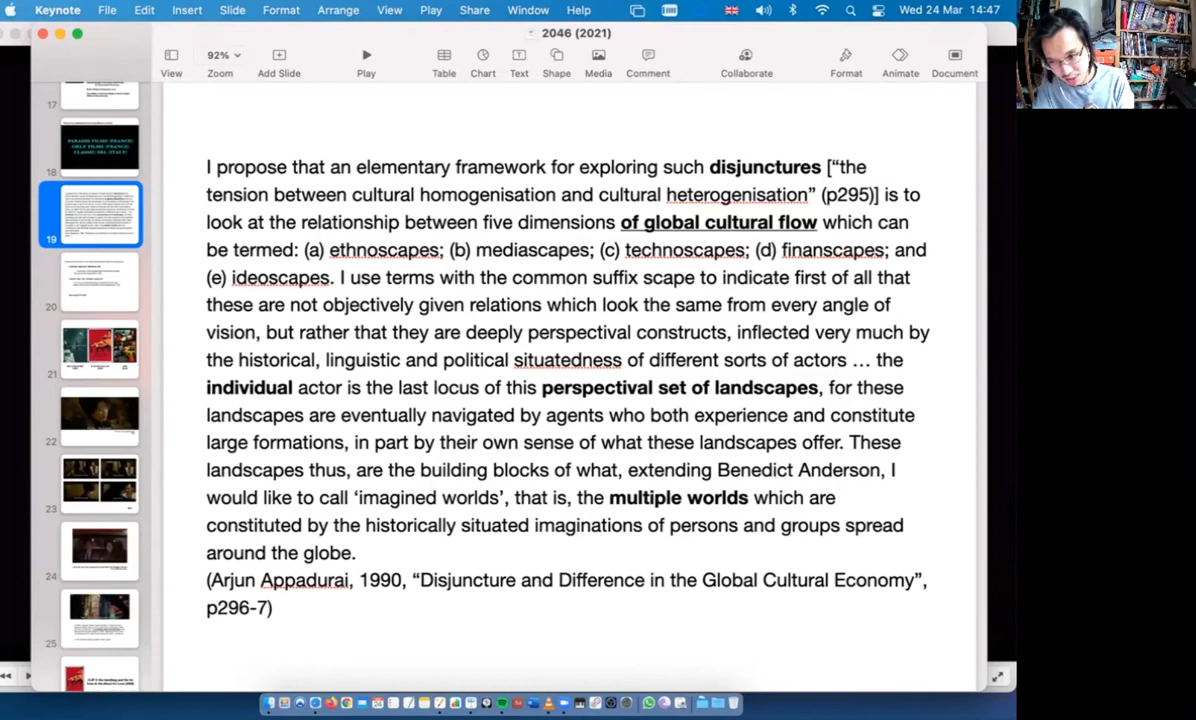 Keynote File Edit Insert Slide Format Arrange View Play Share Window Help Wed 24 Mar 14:47
2046 (2021)
92%
View Zoom Add Slide Play Table Chart Text Shape Media Comment Collaborate Format Animate Document
17
18
PARADIS FILMS (FRANCE)
ORLY FILMS (FRANCE)
CLASSIC SRL (ITALY)
19
20
21
22
23
24
25
I propose that an elementary framework for exploring such disjunctures [“the
tension between cultural homogenisation and cultural heterogenisation” (p295)] is to
look at the relationship between five dimensions of global cultural flow which can
be termed: (a) ethnoscapes; (b) mediascapes; (c) technoscapes; (d) finanscapes; and
(e) ideoscapes. I use terms with the common suffix scape to indicate first of all that
these are not objectively given relations which look the same from every angle of
vision, but rather that they are deeply perspectival constructs, inflected very much by
the historical, linguistic and political situatedness of different sorts of actors … the
individual actor is the last locus of this perspectival set of landscapes, for these
landscapes are eventually navigated by agents who both experience and constitute
large formations, in part by their own sense of what these landscapes offer. These
landscapes thus, are the building blocks of what, extending Benedict Anderson, I
would like to call ‘imagined worlds’, that is, the multiple worlds which are
constituted by the historically situated imaginations of persons and groups spread
around the globe.
(Arjun Appadurai, 1990, “Disjuncture and Difference in the Global Cultural Economy”,
p296-7)